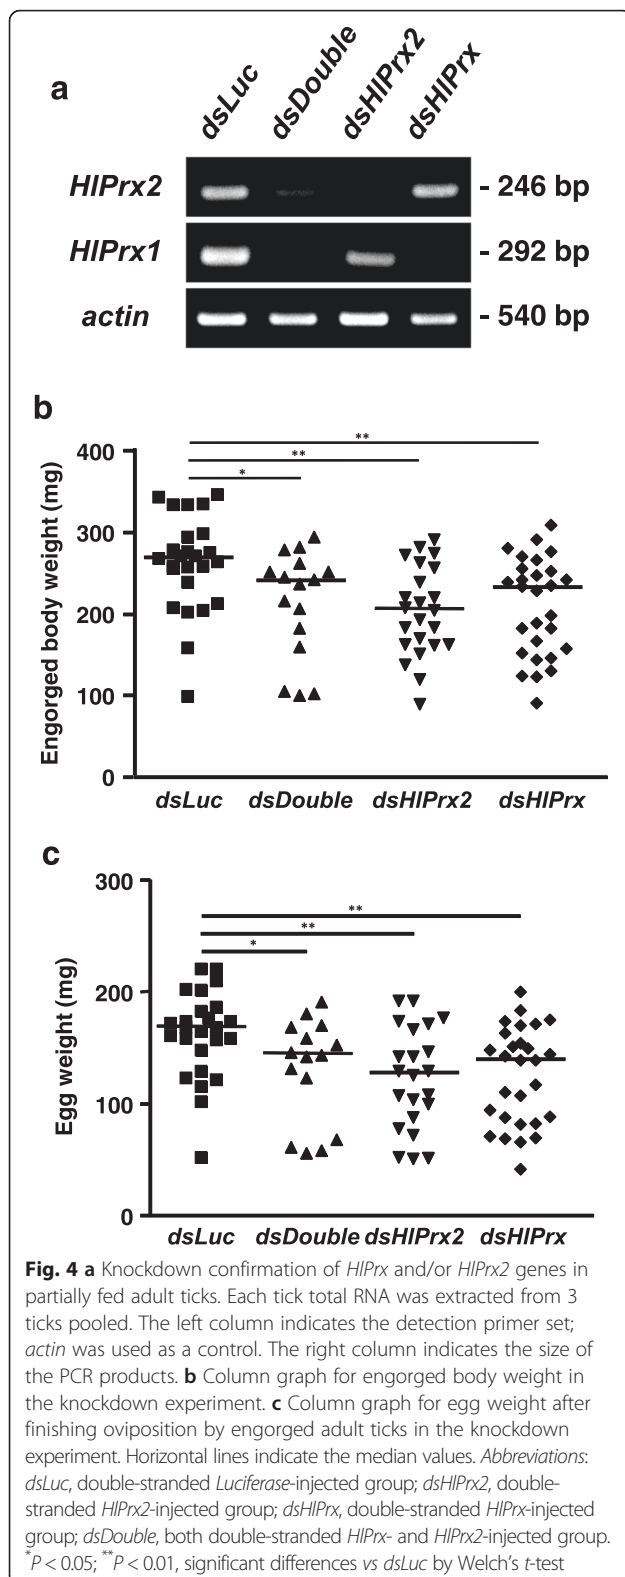 a
dsLuc dsDouble dsHlPrx2 dsHlPrx
HlPrx2 - 246 bp
HlPrx1 - 292 bp
actin - 540 bp
b
Engorged body weight (mg)
400
300
200
100
0
**
**
*
dsLuc dsDouble dsHlPrx2 dsHlPrx
c
Egg weight (mg)
300
200
100
0
**
**
*
dsLuc dsDouble dsHlPrx2 dsHlPrx
Fig. 4 a Knockdown confirmation of HlPrx and/or HlPrx2 genes in
partially fed adult ticks. Each tick total RNA was extracted from 3
ticks pooled. The left column indicates the detection primer set;
actin was used as a control. The right column indicates the size of
the PCR products. b Column graph for engorged body weight in
the knockdown experiment. c Column graph for egg weight after
finishing oviposition by engorged adult ticks in the knockdown
experiment. Horizontal lines indicate the median values. Abbreviations:
dsLuc, double-stranded Luciferase-injected group; dsHlPrx2, double-
stranded HlPrx2-injected group; dsHlPrx, double-stranded HlPrx-injected
group; dsDouble, both double-stranded HlPrx- and HlPrx2-injected group.
*P < 0.05; **P < 0.01, significant differences vs dsLuc by Welch's t-test